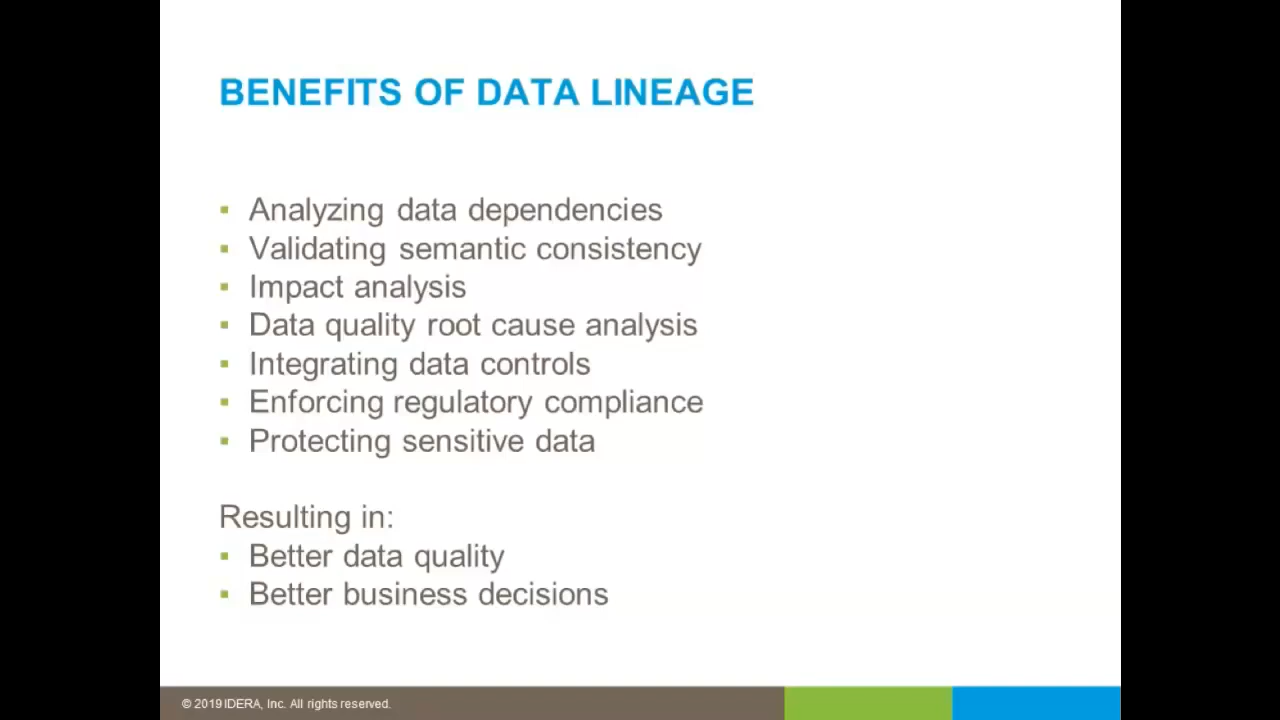 BENEFITS OF DATA LINEAGE
▪ Analyzing data dependencies
▪ Validating semantic consistency
▪ Impact analysis
▪ Data quality root cause analysis
▪ Integrating data controls
▪ Enforcing regulatory compliance
▪ Protecting sensitive data
Resulting in:
▪ Better data quality
▪ Better business decisions
© 2019 IDERA, Inc. All rights reserved.